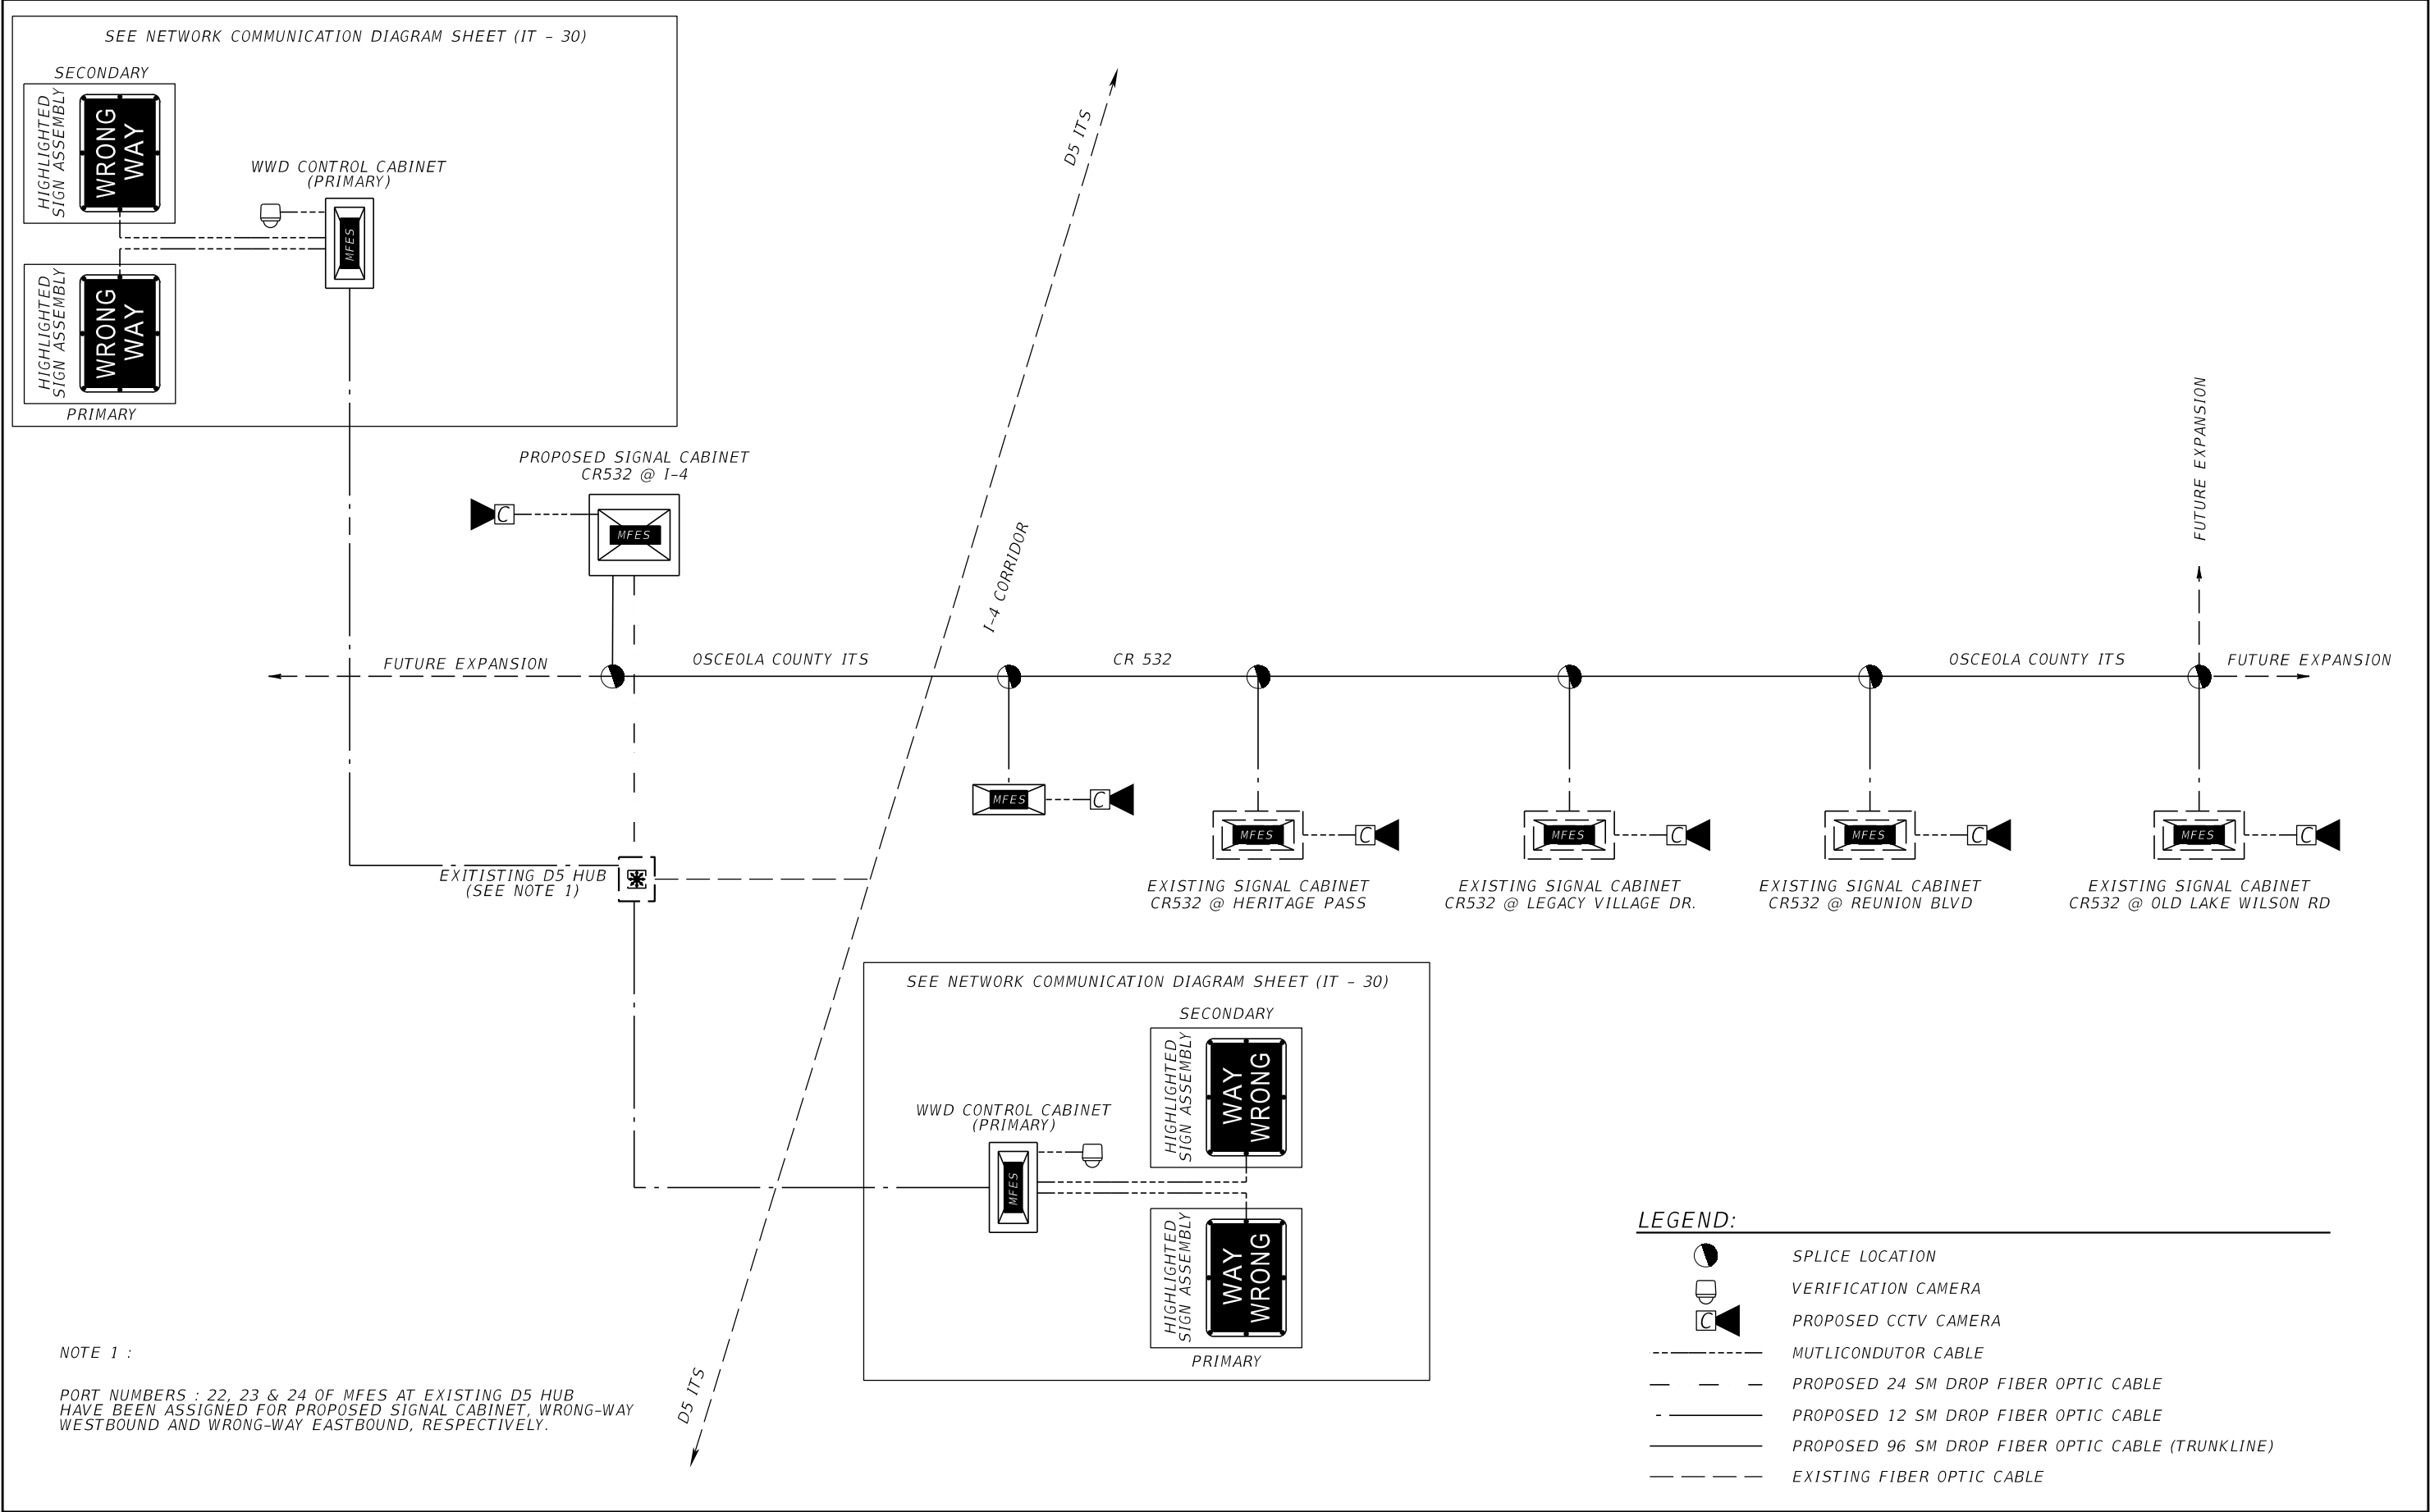 SEE NETWORK COMMUNICATION DIAGRAM SHEET (IT - 30)
SECONDARY
HIGHLIGHTED
SIGN ASSEMBLY
WRONG
WAY
WWD CONTROL CABINET
(PRIMARY)
MFES
HIGHLIGHTED
SIGN ASSEMBLY
WRONG
WAY
PRIMARY
D5 ITS
I-4 CORRIDOR
PROPOSED SIGNAL CABINET
CR532 @ I-4
C
MFES
FUTURE EXPANSION
OSCEOLA COUNTY ITS
CR 532
OSCEOLA COUNTY ITS
FUTURE EXPANSION
FUTURE EXPANSION
MFES
C
MFES
C
EXISTING SIGNAL CABINET
CR532 @ HERITAGE PASS
MFES
C
EXISTING SIGNAL CABINET
CR532 @ LEGACY VILLAGE DR.
MFES
C
EXISTING SIGNAL CABINET
CR532 @ REUNION BLVD
MFES
C
EXISTING SIGNAL CABINET
CR532 @ OLD LAKE WILSON RD
EXITISTING D5 HUB
(SEE NOTE 1)
SEE NETWORK COMMUNICATION DIAGRAM SHEET (IT - 30)
SECONDARY
HIGHLIGHTED
SIGN ASSEMBLY
WAY
WRONG
WWD CONTROL CABINET
(PRIMARY)
MFES
HIGHLIGHTED
SIGN ASSEMBLY
WAY
WRONG
PRIMARY
D5 ITS
NOTE 1 :
PORT NUMBERS : 22, 23 & 24 OF MFES AT EXISTING D5 HUB
HAVE BEEN ASSIGNED FOR PROPOSED SIGNAL CABINET, WRONG-WAY
WESTBOUND AND WRONG-WAY EASTBOUND, RESPECTIVELY.
LEGEND:
SPLICE LOCATION
VERIFICATION CAMERA
C
PROPOSED CCTV CAMERA
MUTLICONDUTOR CABLE
PROPOSED 24 SM DROP FIBER OPTIC CABLE
PROPOSED 12 SM DROP FIBER OPTIC CABLE
PROPOSED 96 SM DROP FIBER OPTIC CABLE (TRUNKLINE)
EXISTING FIBER OPTIC CABLE